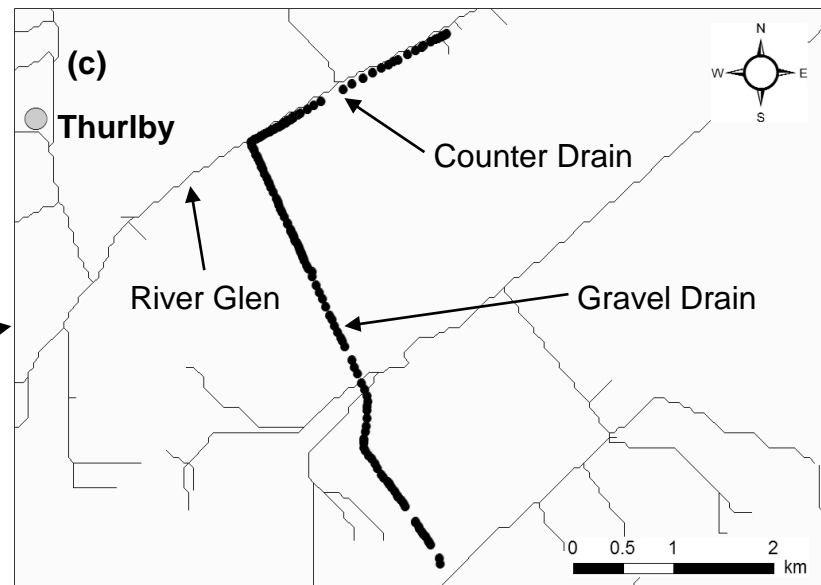 (c)
N
W E
S
Thurlby
Counter Drain
River Glen
Gravel Drain
0 0.5 1 2
km